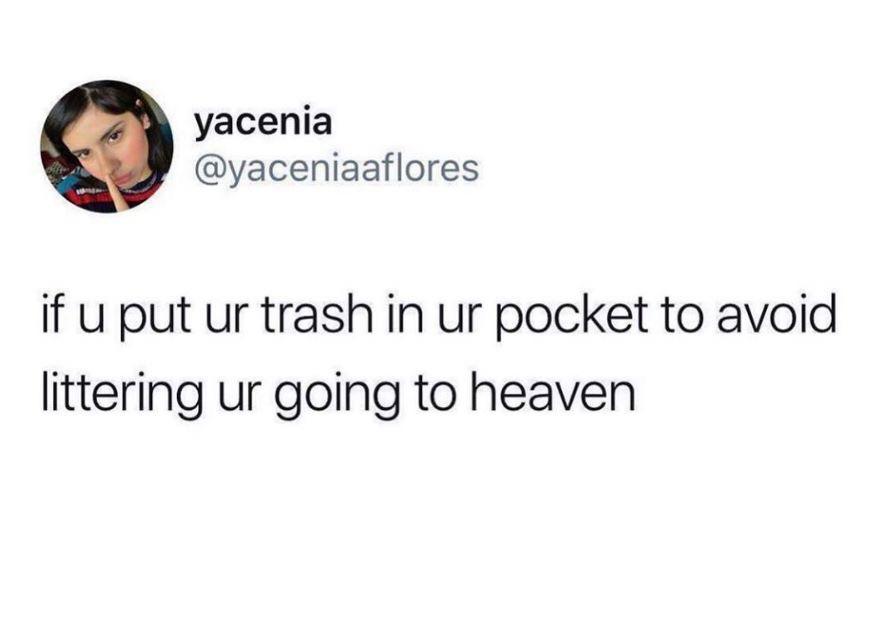 yacenia
@yaceniaaflores
if u put ur trash in ur pocket to avoid
littering ur going to heaven